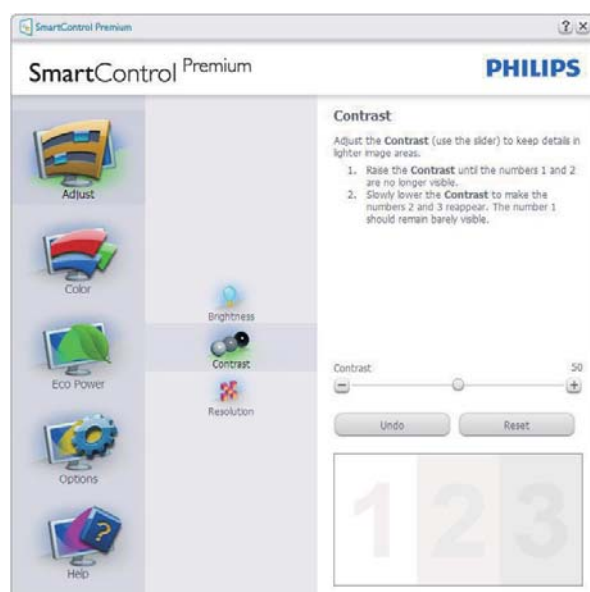 SmartControl Premium
SmartControl Premium
PHILIPS
Adjust
Color
Eco Power
Options
Help
Brightness
Contrast
Resolution
Contrast
Adjust the Contrast (use the slider) to keep details in
lighter image areas.
1. Raise the Contrast until the numbers 1 and 2
are no longer visible.
2. Slowly lower the Contrast to make the
numbers 2 and 3 reappear. The number 1
should remain barely visible.
Contrast 50
Undo Reset
1 2 3